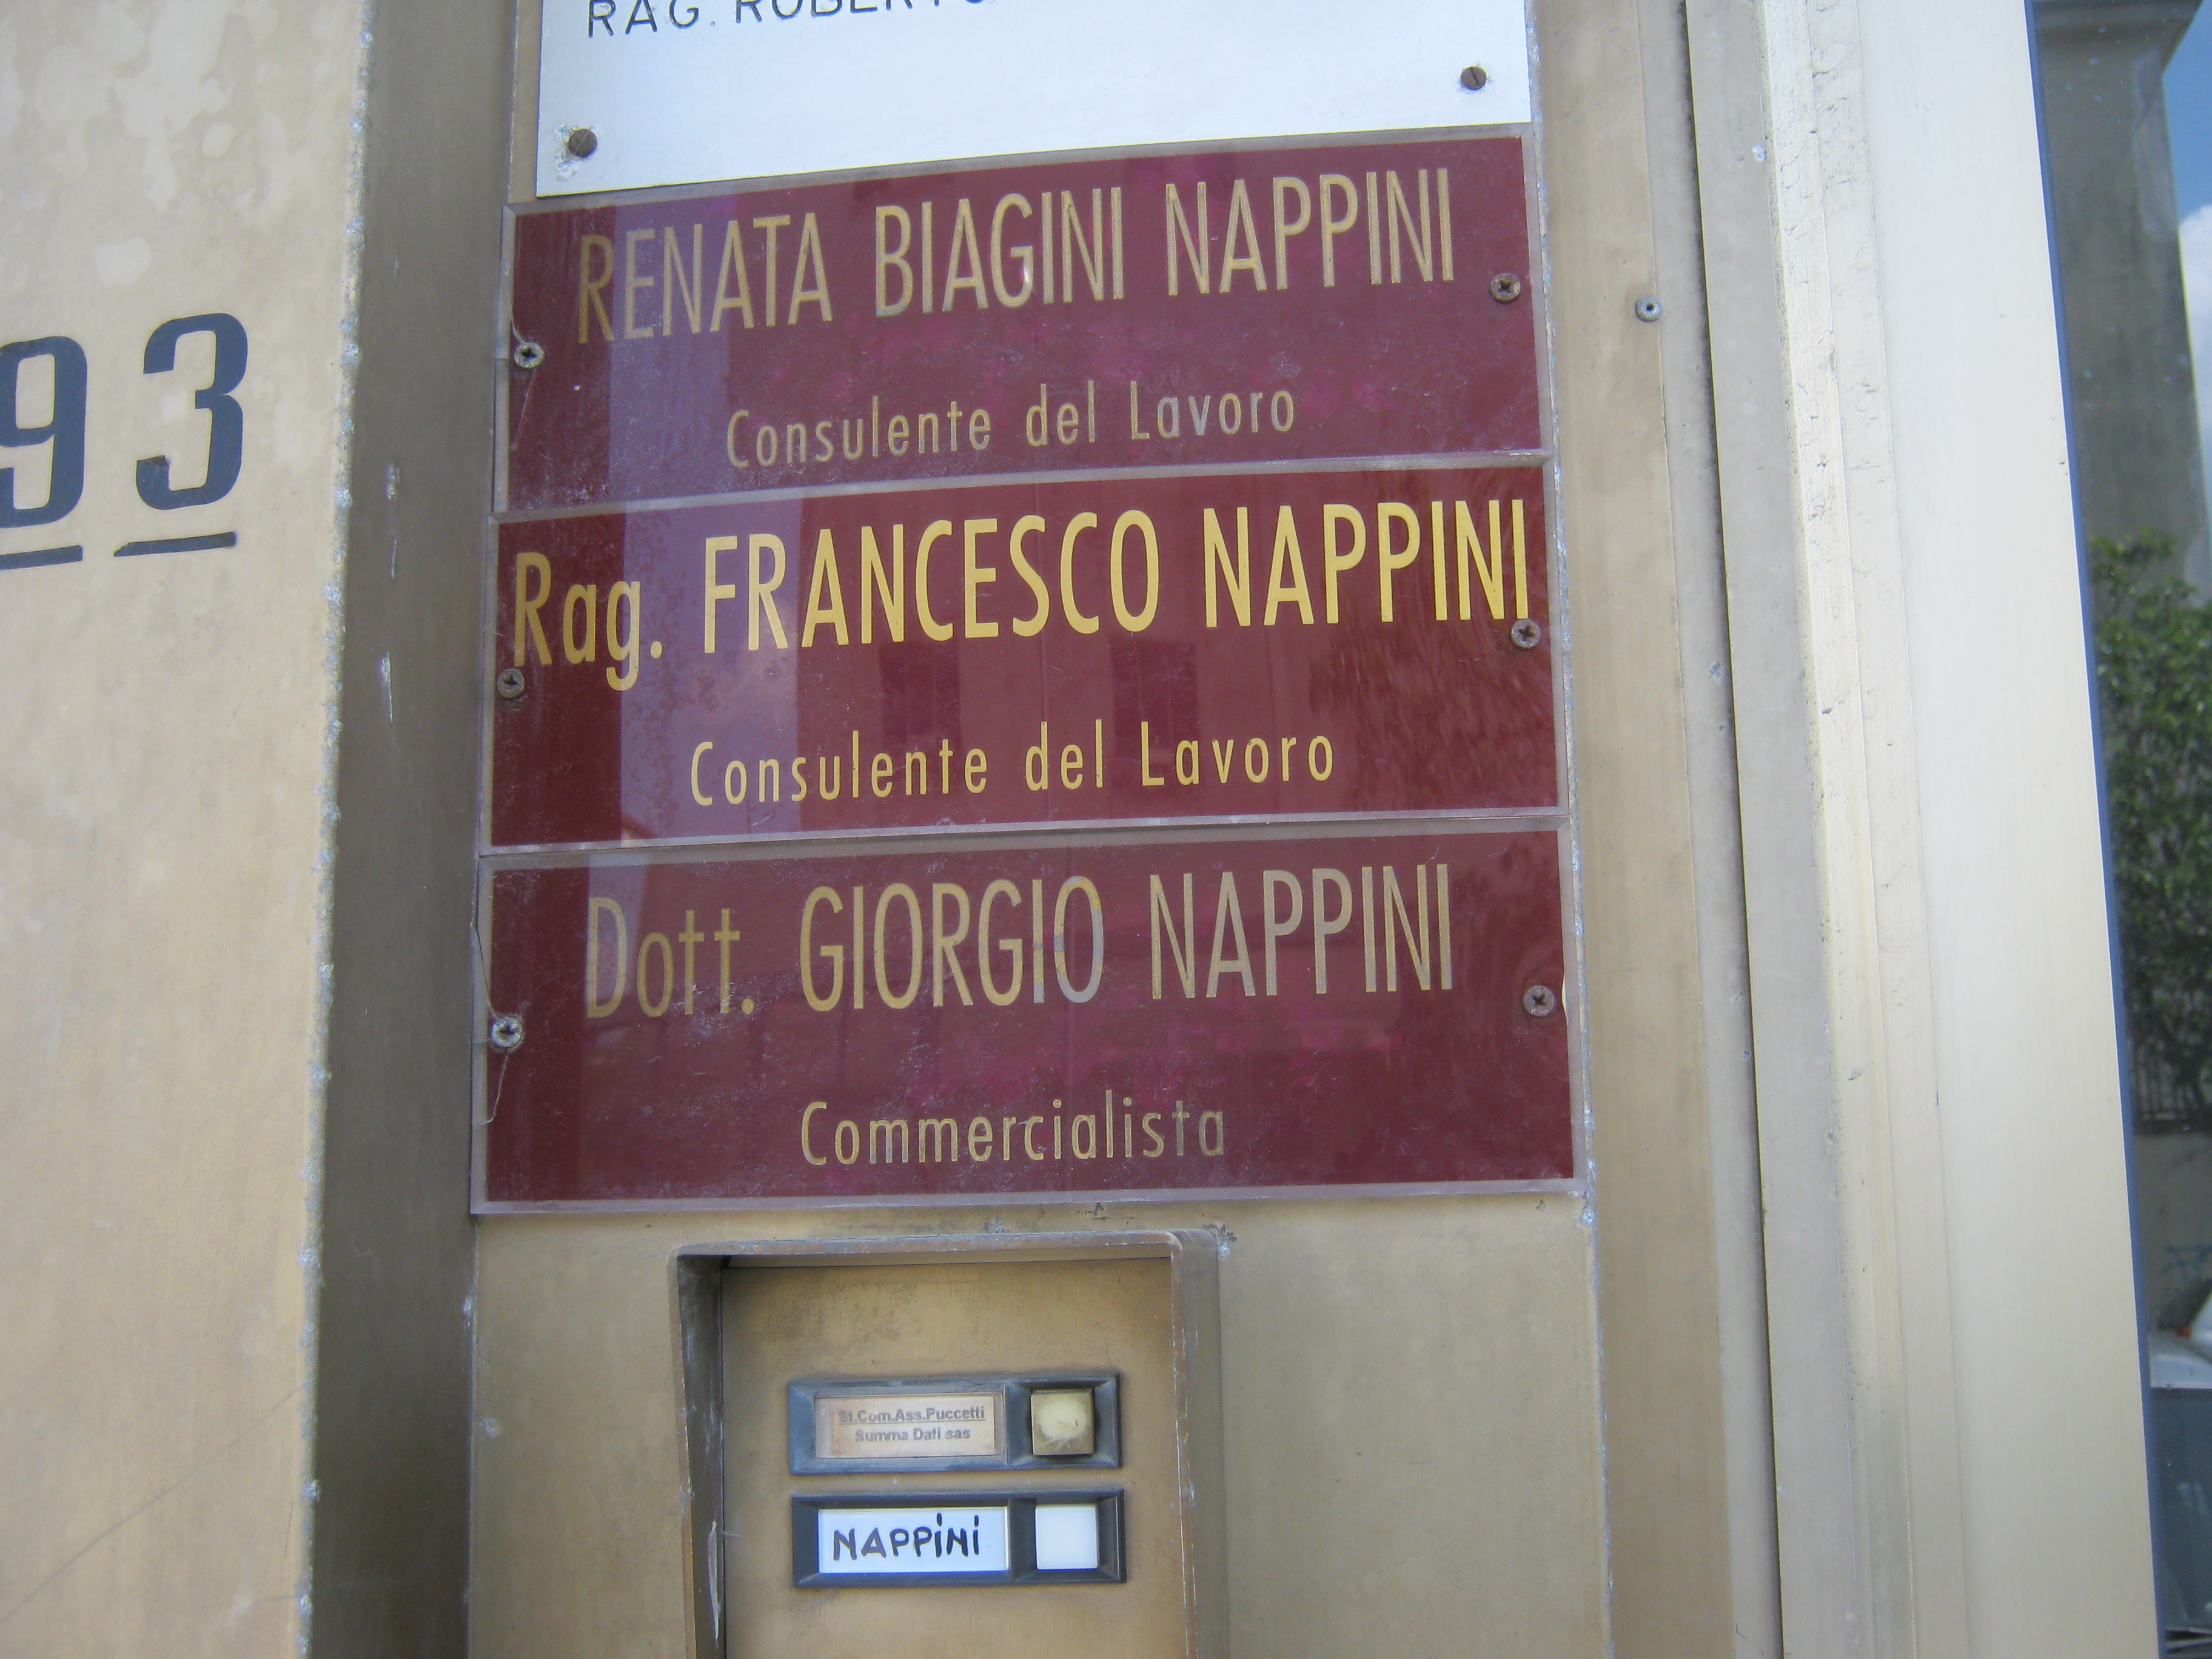 RAG. ROBERTO
RENATA BIAGINI NAPPINI
Consulente del Lavoro
93
Rag. FRANCESCO NAPPINI
Consulente del Lavoro
Dott. GIORGIO NAPPINI
Commercialista
St.Com.Ass.Puccetti
Summa Dati sas
NAPPiNi